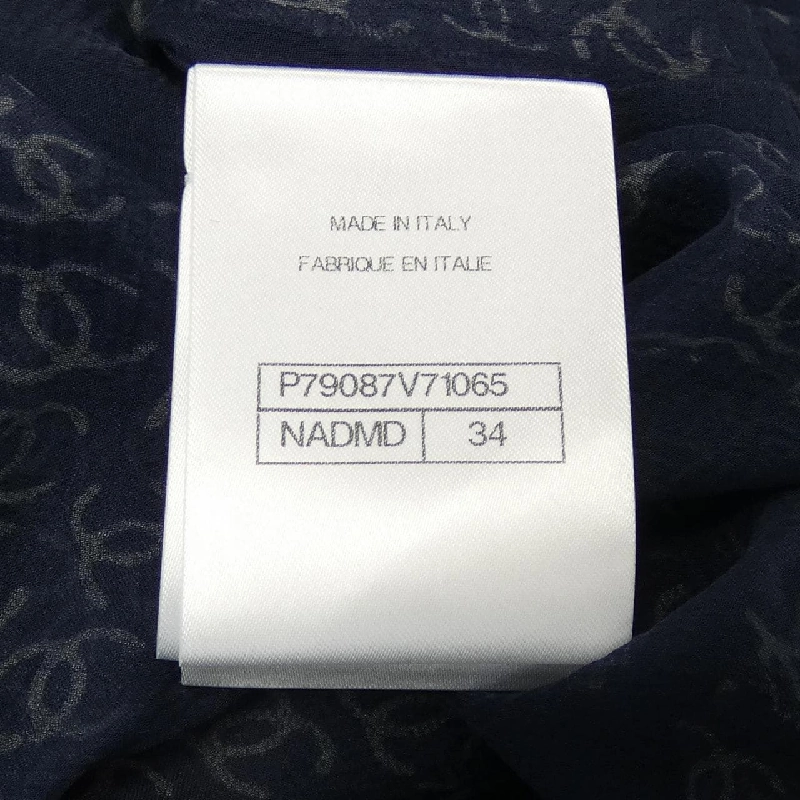 MADE IN ITALY
FABRIQUE EN ITALIE
P79087V71065
NADMD 34